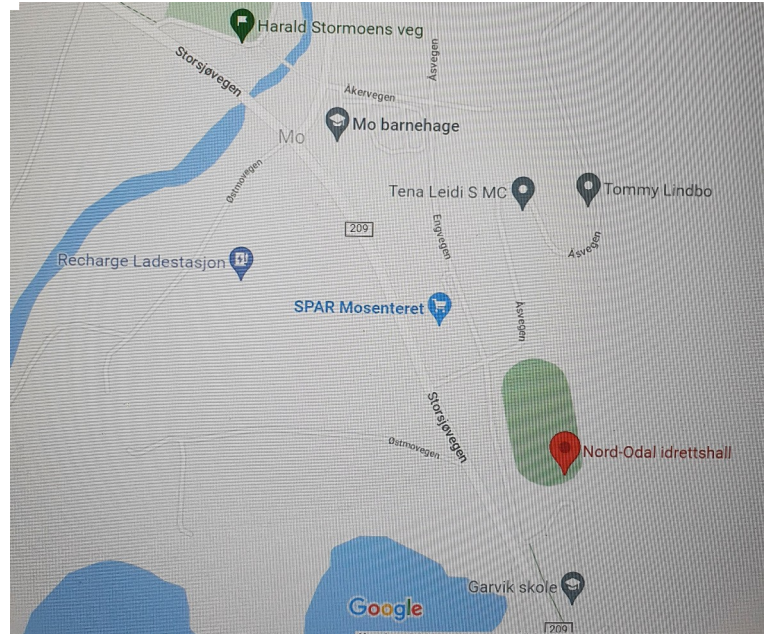 Harald Stormoens veg
Storsjøvegen
Åsvegen
Åkervegen
Mo barnehage
Mo
Østmovegen
Tena Leidi S MC
Tommy Lindbo
209
Engvegen
Åsvegen
Recharge Ladestasjon
SPAR Mosenteret
Åsvegen
Storsjøvegen
Østmovegen
Nord-Odal idrettshall
Garvik skole
Google
209